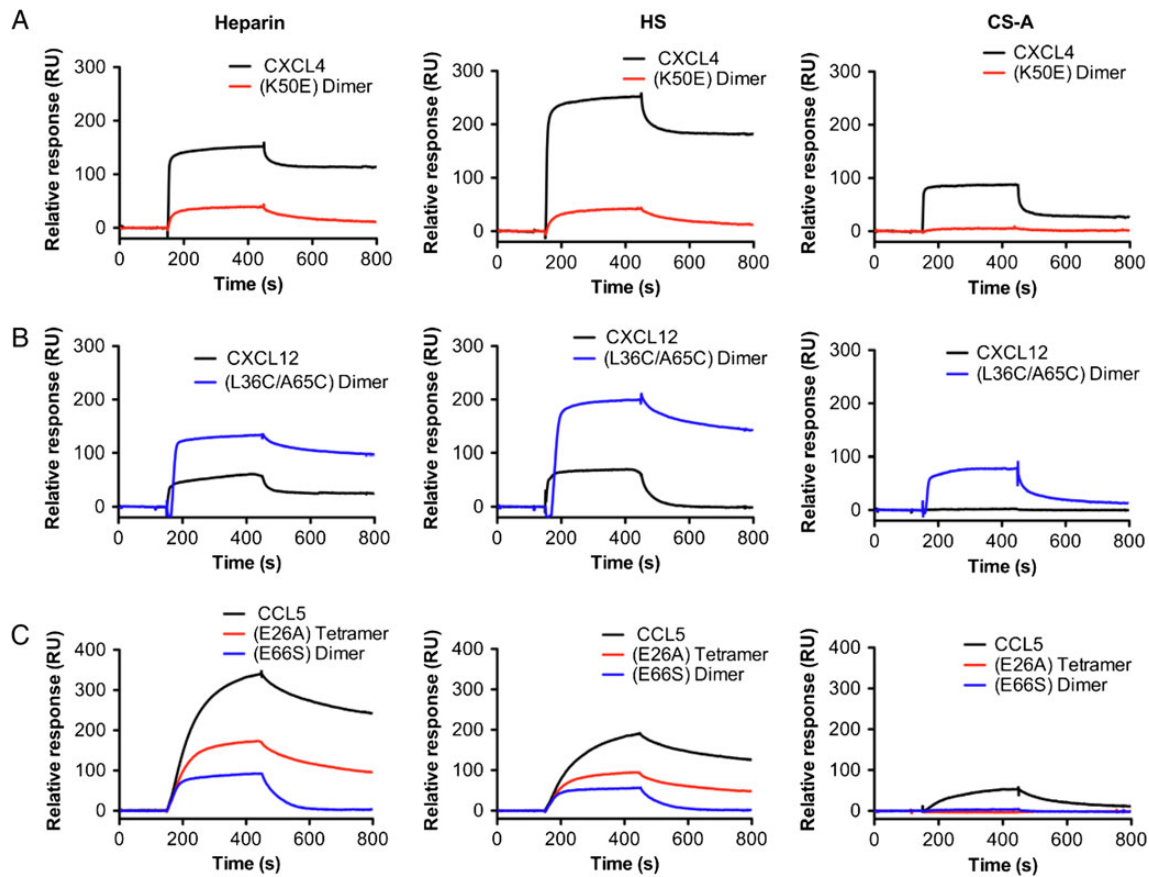 A
Heparin
HS
CS-A
CXCL4
(K50E) Dimer
Relative response (RU)
300
200
100
0
0 200 400 600 800
Time (s)
CXCL4
(K50E) Dimer
Relative response (RU)
300
200
100
0
0 200 400 600 800
Time (s)
CXCL4
(K50E) Dimer
Relative response (RU)
300
200
100
0
0 200 400 600 800
Time (s)
B
CXCL12
(L36C/A65C) Dimer
Relative response (RU)
300
200
100
0
0 200 400 600 800
Time (s)
CXCL12
(L36C/A65C) Dimer
Relative response (RU)
300
200
100
0
0 200 400 600 800
Time (s)
CXCL12
(L36C/A65C) Dimer
Relative response (RU)
300
200
100
0
0 200 400 600 800
Time (s)
C
CCL5
(E26A) Tetramer
(E66S) Dimer
Relative response (RU)
400
300
200
100
0
0 200 400 600 800
Time (s)
CCL5
(E26A) Tetramer
(E66S) Dimer
Relative response (RU)
400
300
200
100
0
0 200 400 600 800
Time (s)
CCL5
(E26A) Tetramer
(E66S) Dimer
Relative response (RU)
400
300
200
100
0
0 200 400 600 800
Time (s)